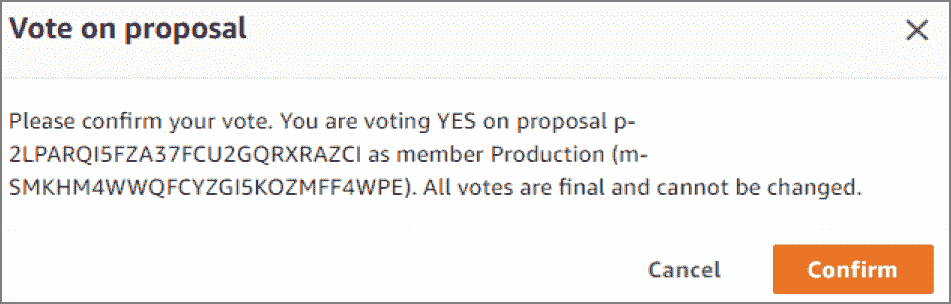 Vote on proposal
Please confirm your vote. You are voting YES on proposal p-
2LPARQI5FZA37FCU2GQRXRAZCI as member Production (m-
SMKHM4WWQFCYZGI5KOZMFF4WPE). All votes are final and cannot be changed.
Cancel
Confirm